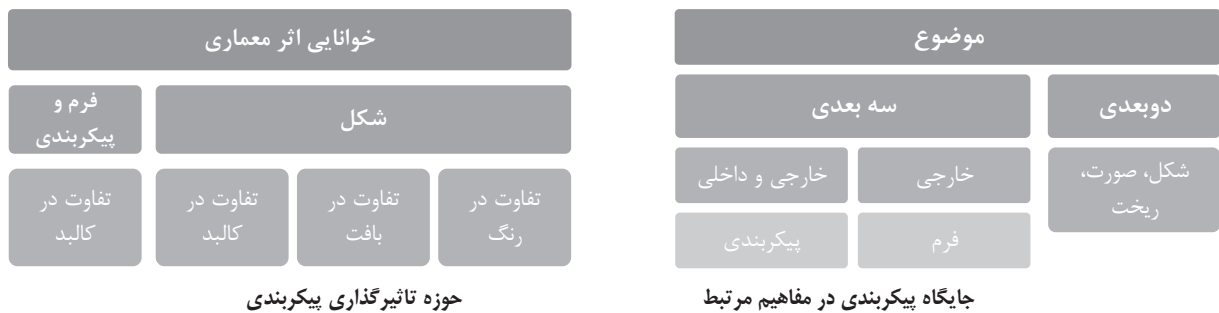 موضوع
دوبعدی
سه بعدی
شکل، صورت،
ریخت
خارجی
خارجی و داخلی
فرم
پیکربندی
جایگاه پیکربندی در مفاهیم مرتبط
خوانایی اثر معماری
شکل
فرم و
پیکربندی
تفاوت در
رنگ
تفاوت در
بافت
تفاوت در
کالبد
تفاوت در
کالبد
حوزه تاثیرگذاری پیکربندی